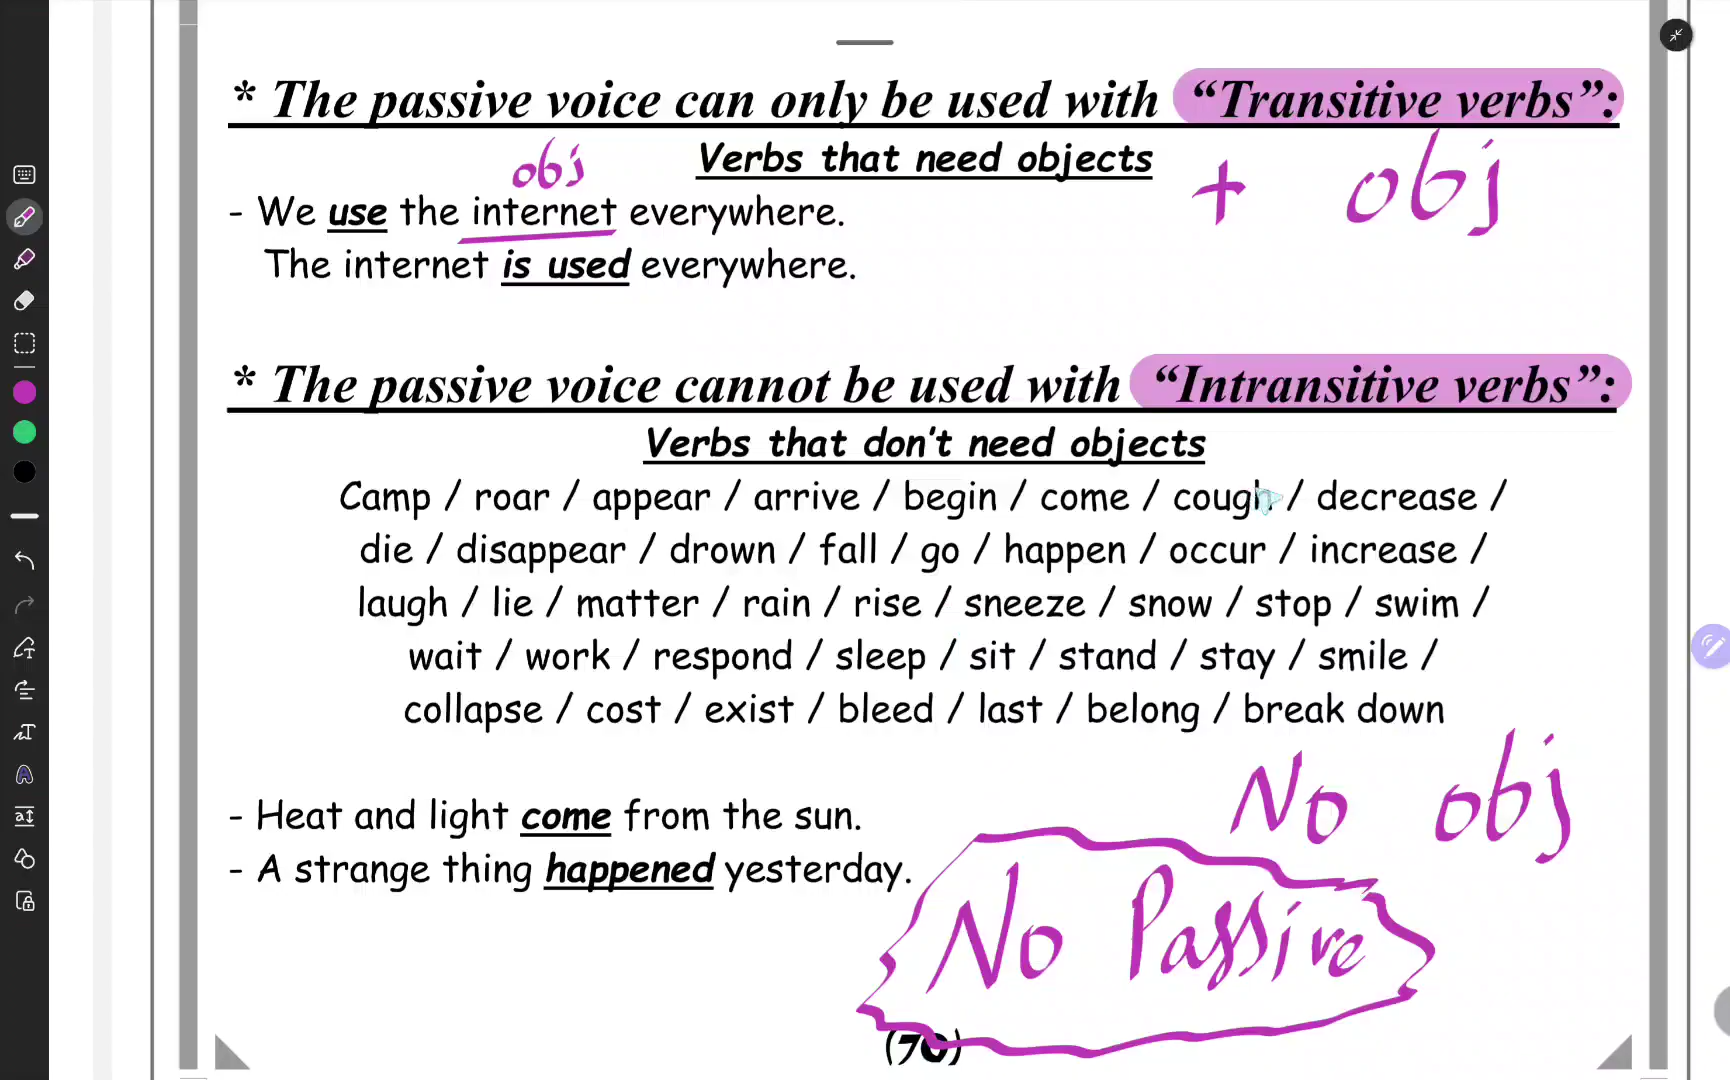 * The passive voice can only be used with “Transitive verbs”:
Verbs that need objects
+ obj
obj
- We use the internet everywhere.
The internet is used everywhere.
* The passive voice cannot be used with “Intransitive verbs”:
Verbs that don't need objects
Camp / roar / appear / arrive / begin / come / cough / decrease /
die / disappear / drown / fall / go / happen / occur / increase /
laugh / lie / matter / rain / rise / sneeze / snow / stop / swim /
wait / work / respond / sleep / sit / stand / stay / smile /
collapse / cost / exist / bleed / last / belong / break down
No obj
- Heat and light come from the sun.
- A strange thing happened yesterday.
No Passive
(70)